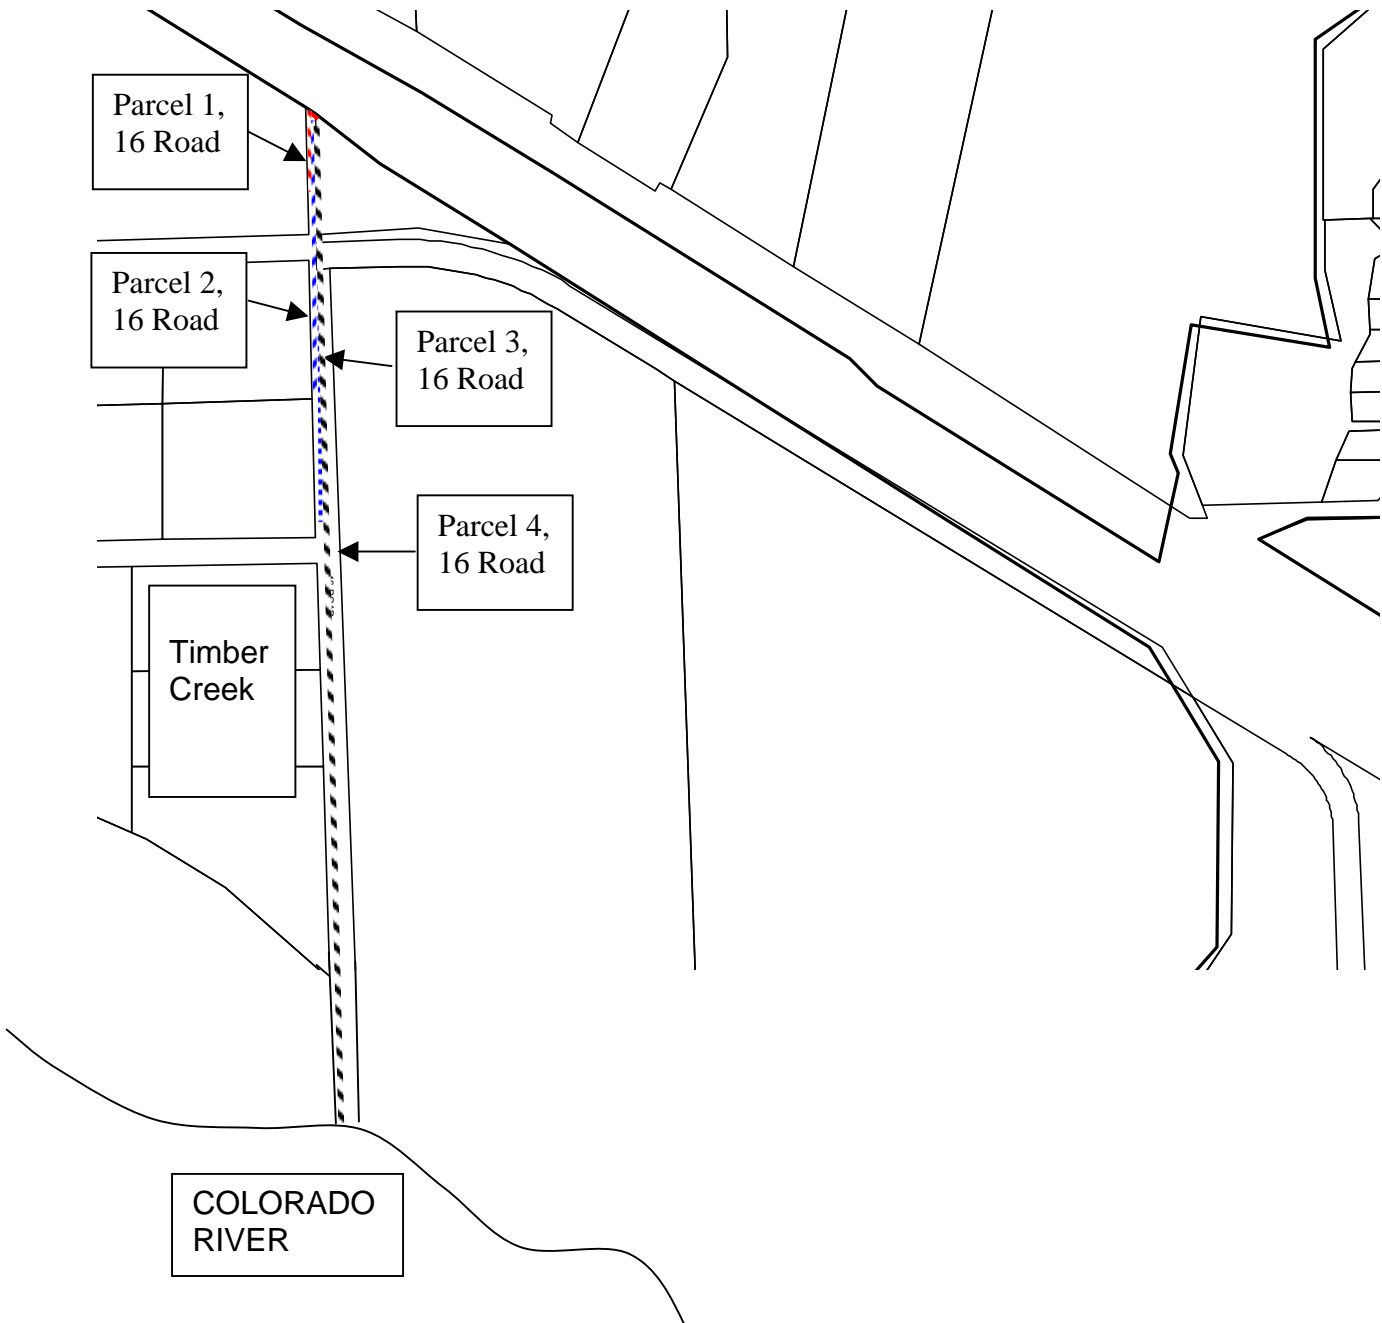 Parcel 1,
16 Road
Parcel 2,
16 Road
Parcel 3,
16 Road
Parcel 4,
16 Road
Timber
Creek
COLORADO
RIVER